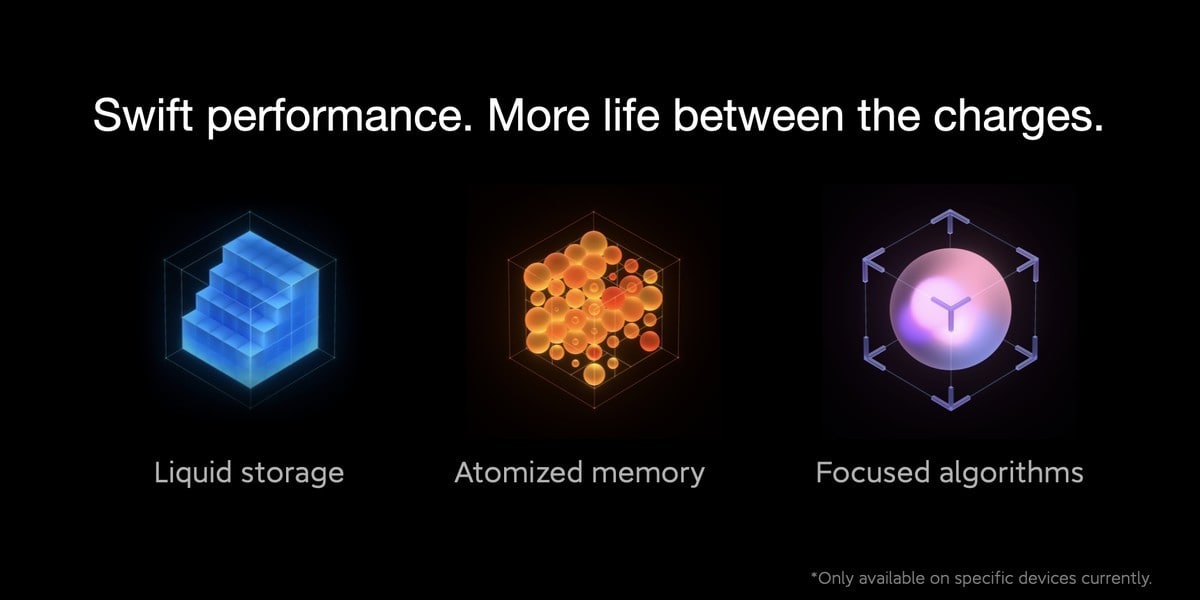 Swift performance. More life between the charges.
Liquid storage
Atomized memory
Focused algorithms
*Only available on specific devices currently.